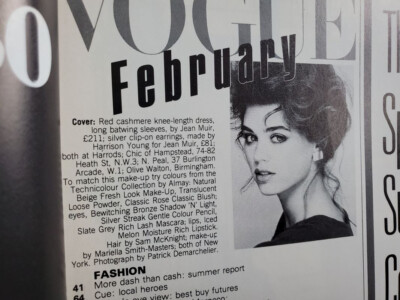 VOGUE
February
Cover: Red cashmere knee-length dress,
long batwing sleeves, by Jean Muir,
£211; silver clip-on earrings, made by
Harrison Young for Jean Muir, £81;
both at Harrods; Chic of Hampstead, 74-82
Heath St, N.W.3; N. Peal, 37 Burlington
Arcade, W.1; Olive Waiton, Birmingham.
To match this make-up try colours from the
Technicolour Collection by Almay: Natural
Beige Fresh Look Make-Up, Translucent
Loose Powder, Classic Rose Classic Blush;
eyes, Bewitching Bronze Shadow 'N' Light,
Silver Streak Gentle Colour Pencil,
Slate Grey Rich Lash Mascara; lips, Iced
Melon Moisture Rich Lipstick.
Hair by Sam McKnight; make-up
by Mariella Smith-Masters; both of New
York. Photograph by Patrick Demarchelier.
FASHION
41 More dash than cash: summer report
64 Cue: local heroes
eye view: best buy futures